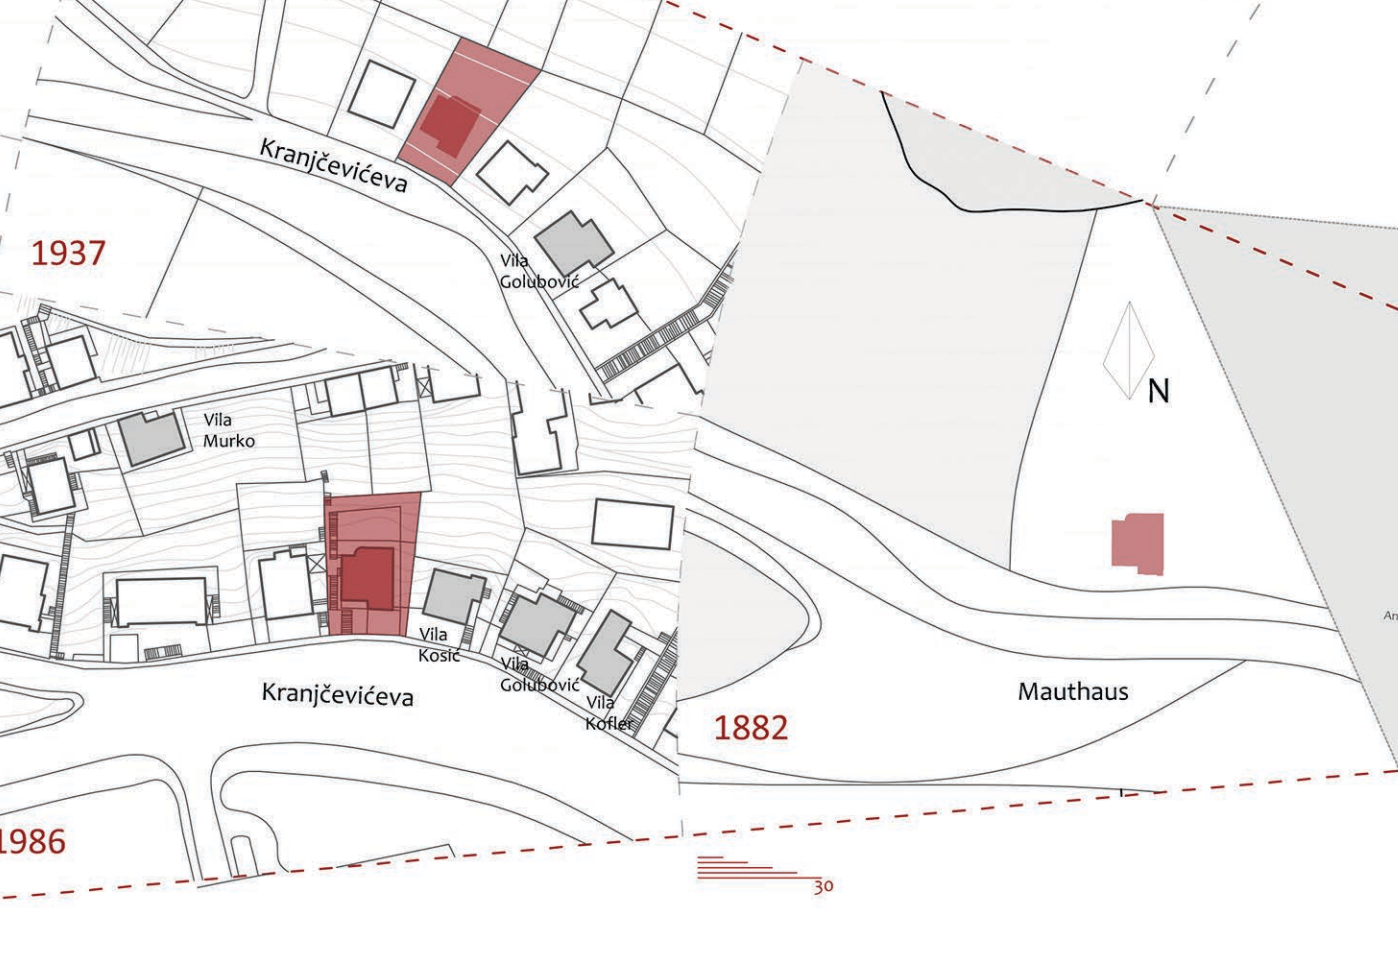 Kranjčevićeva
1937
Vila
Golubović
N
Vila
Murko
Vila
Kosić
Vila
Golubović
Vila
Kofler
Kranjčevićeva
Mauthaus
1882
1986
30